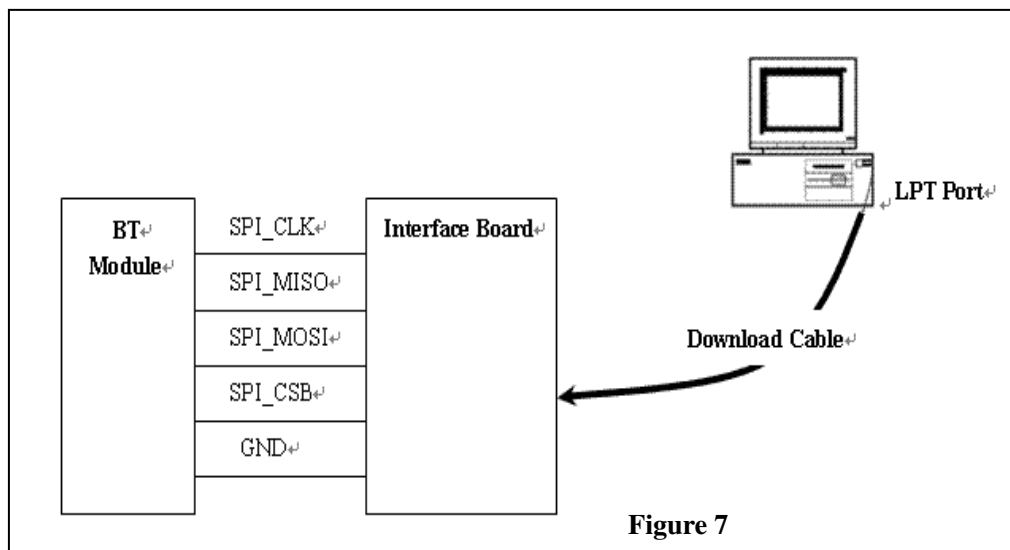 LPT Port
BT
Module
SPI_CLK
Interface Board
SPI_MISO
SPI_MOSI
Download Cable
SPI_CSB
GND
Figure 7